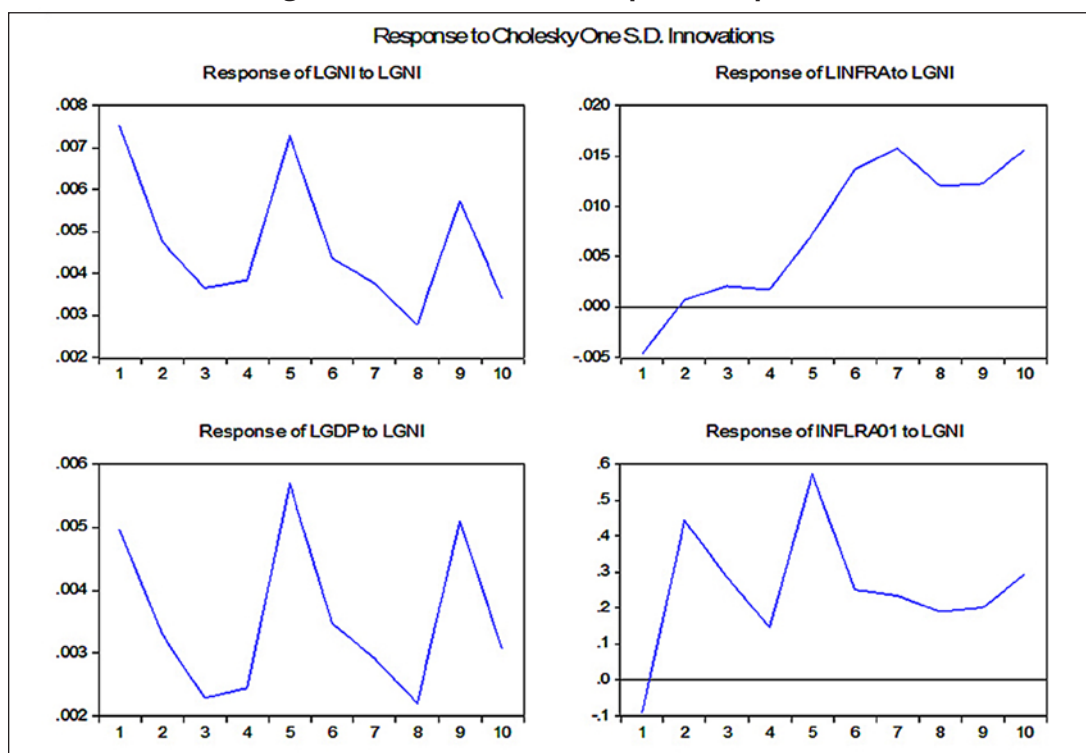 Response to Cholesky One S.D. Innovations
Response of LGNI to LGNI
.008
.007
.006
.005
.004
.003
.002
1 2 3 4 5 6 7 8 9 10
Response of LINFRA to LGNI
.020
.015
.010
.005
.000
-.005
1 2 3 4 5 6 7 8 9 10
Response of LGDP to LGNI
.006
.005
.004
.003
.002
1 2 3 4 5 6 7 8 9 10
Response of INFLRA01 to LGNI
.6
.5
.4
.3
.2
.1
.0
-.1
1 2 3 4 5 6 7 8 9 10